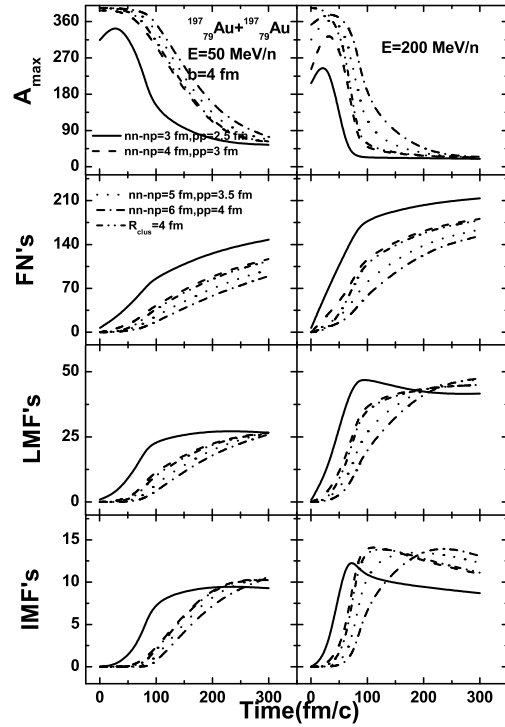 197 79 Au+ 197 79 Au
E=50 MeV/n
b=4 fm
E=200 MeV/n
A max
360
270
180
90
0
nn-np=3 fm,pp=2.5 fm
nn-np=4 fm,pp=3 fm
FN's
210
140
70
0
nn-np=5 fm,pp=3.5 fm
nn-np=6 fm,pp=4 fm
R clus =4 fm
LMF's
50
25
0
IMF's
15
10
5
0
0 100 200 300 0 100 200 300
Time(fm/c)